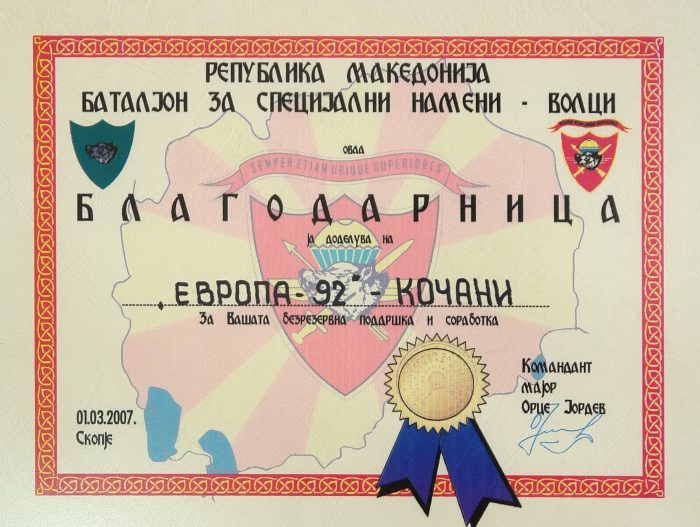 РЕПУБЛИКА МАКЕДОНИЈА
БАТАЛЈОН ЗА СПЕЦИЈАЛНИ НАМЕНИ - ВОЛЦИ
оваа
SEMPER ETIAN UBIQUE SUPERIORES
БЛАГОДАРНИЦА
ја доделува на
„ЕВРОПА-92" - КОЧАНИ
За Вашата безрезервна поддршка и соработка
Командант
мајор
Орце Јордев
01.03.2007.
Скопје